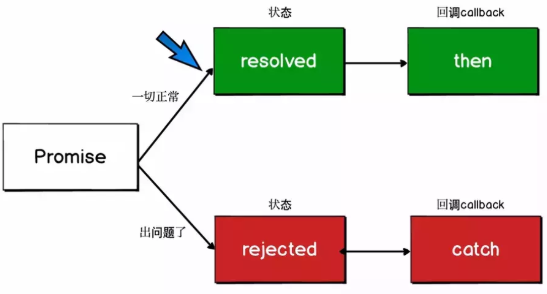 状态
回调callback
resolved
then
一切正常
Promise
出问题了
状态
回调callback
rejected
catch